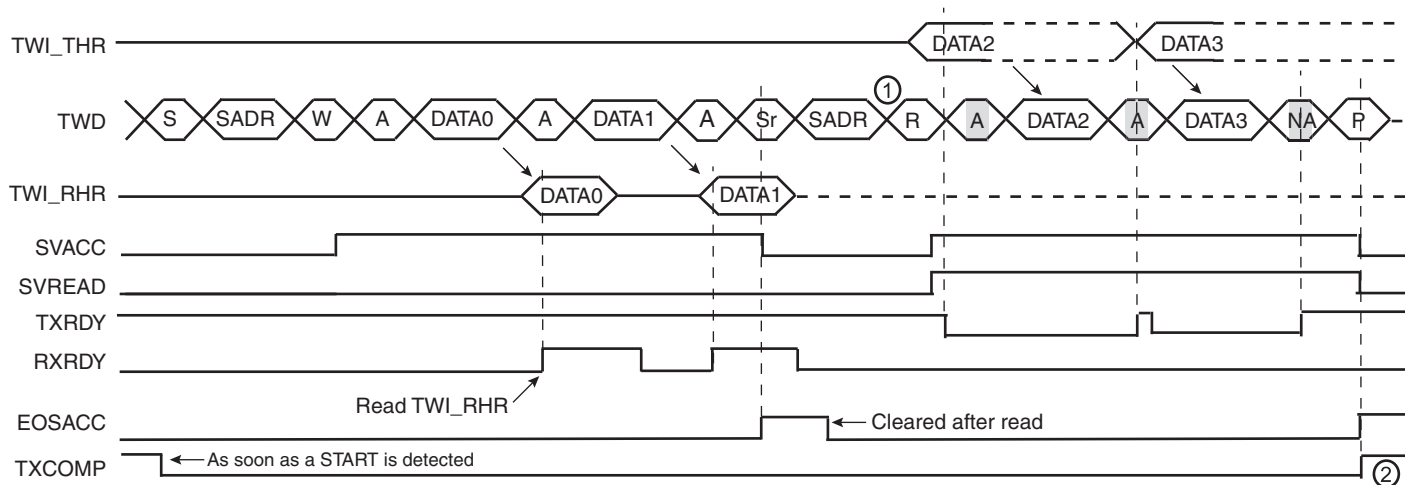 TWI_THR DATA2 DATA3
①
TWD S SADR W A DATA0 A DATA1 A Sr SADR R A DATA2 A DATA3 NA P
TWI_RHR DATA0 DATA1
SVACC
SVREAD
TXRDY
RXRDY
Read TWI_RHR
EOSACC Cleared after read
As soon as a START is detected
TXCOMP ②